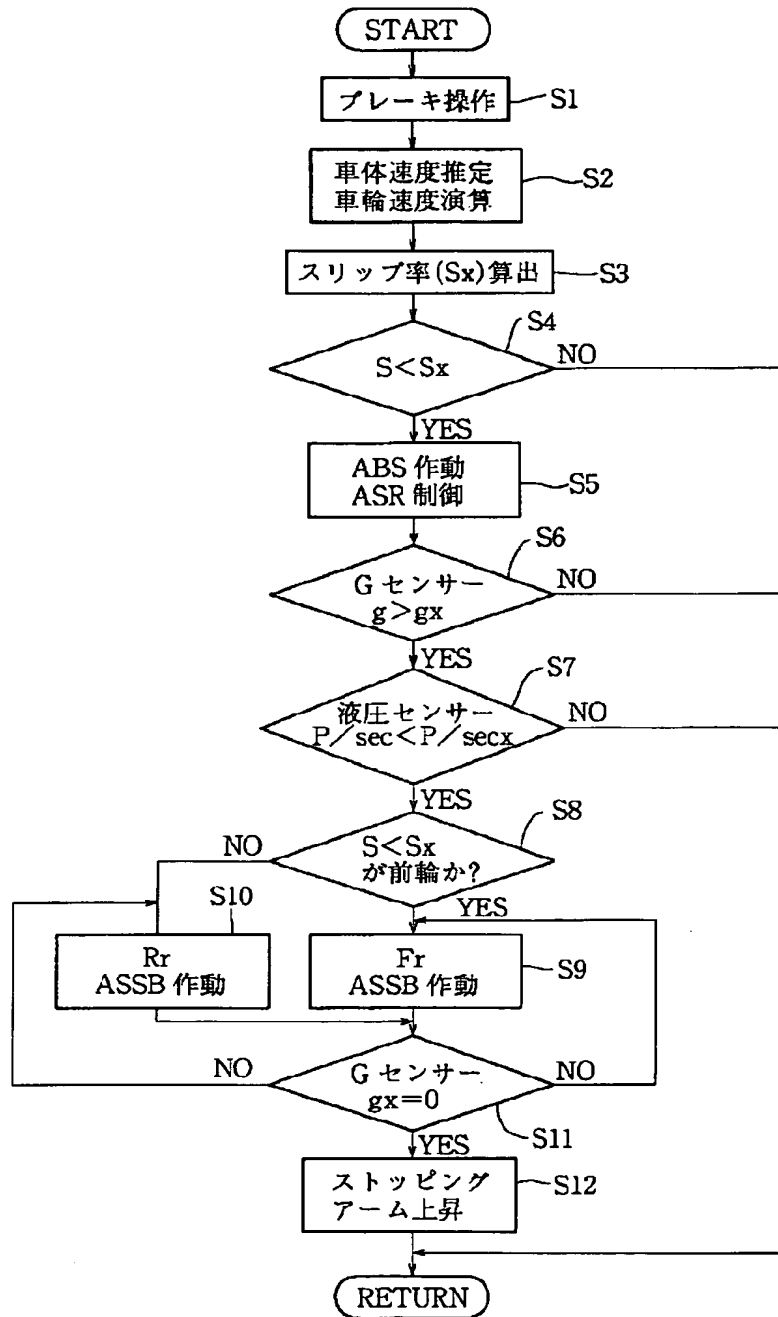 START
ブレーキ操作
S1
車体速度推定
車輪速度演算
S2
スリップ率(Sx)算出
S3
S4
S<Sx
NO
YES
ABS 作動
ASR 制御
S5
S6
G センサー
g>gx
NO
YES
S7
液圧センサー
P/sec<P/secx
NO
YES
S8
S<Sx
が前輪か?
NO
YES
S10
Rr
ASSB 作動
Fr
ASSB 作動
S9
G センサー
gx=0
NO
NO
S11
YES
ストッピング
アーム上昇
S12
RETURN